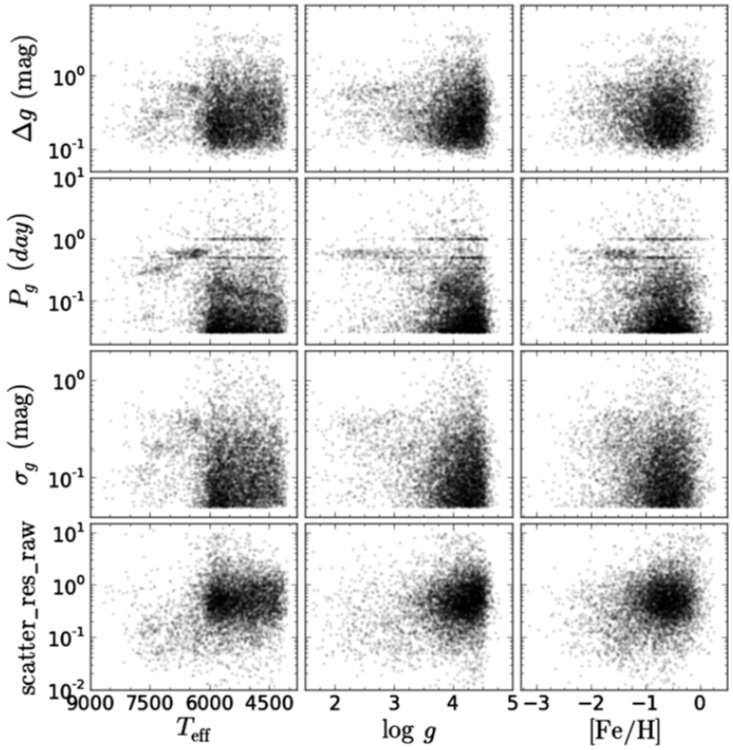 Δg (mag)
10⁰
10⁻¹
P_g (day)
10¹
10⁰
10⁻¹
σ_g (mag)
10⁰
10⁻¹
scatter_res_raw
10¹
10⁰
10⁻¹
10⁻²
9000 7500 6000 4500 2 3 4 5 −3 −2 −1 0
T_eff log g [Fe/H]